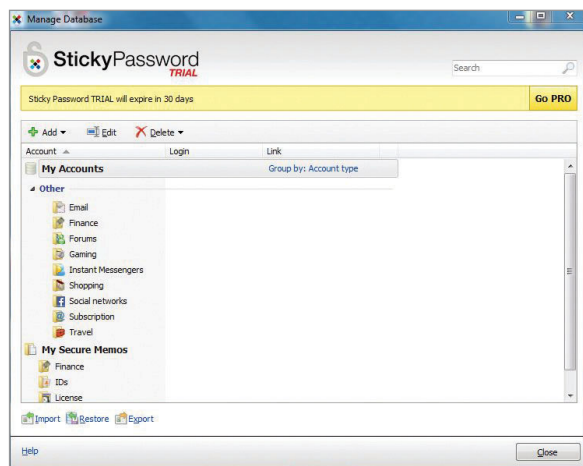 Manage Database
StickyPassword
TRIAL
Search
Sticky Password TRIAL will expire in 30 days
Go PRO
Add Edit Delete
Account Login Link
My Accounts Group by: Account type
Other
Email
Finance
Forums
Gaming
Instant Messengers
Shopping
Social networks
Subscription
Travel
My Secure Memos
Finance
IDs
License
Import Restore Export
Help
Close